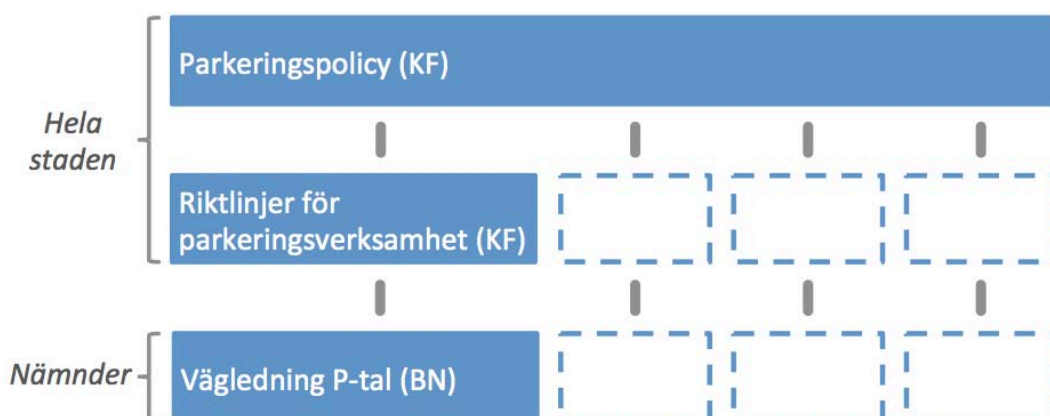 Parkeringspolicy (KF)
Hela
staden
Riktlinjer för
parkeringsverksamhet (KF)
Nämnder
Vägledning P-tal (BN)